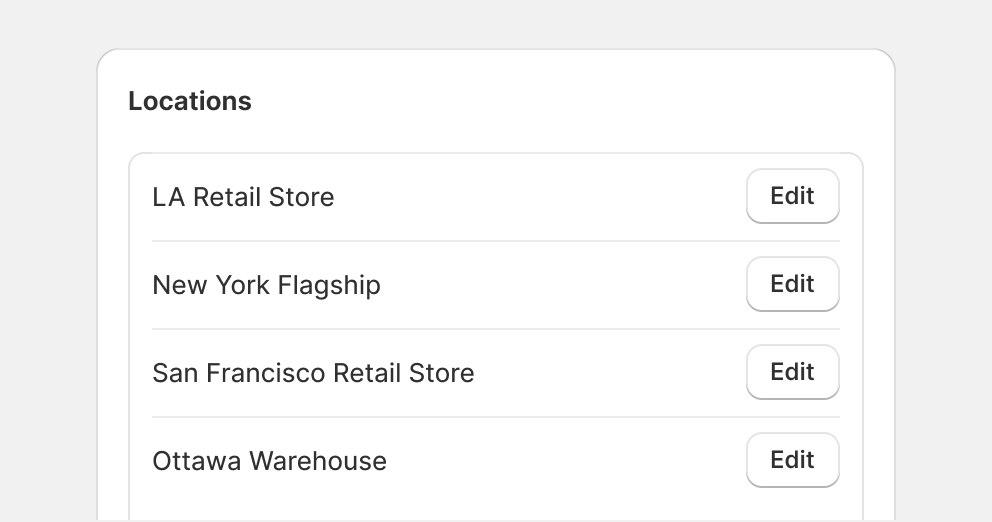 Locations
LA Retail Store Edit
New York Flagship Edit
San Francisco Retail Store Edit
Ottawa Warehouse Edit